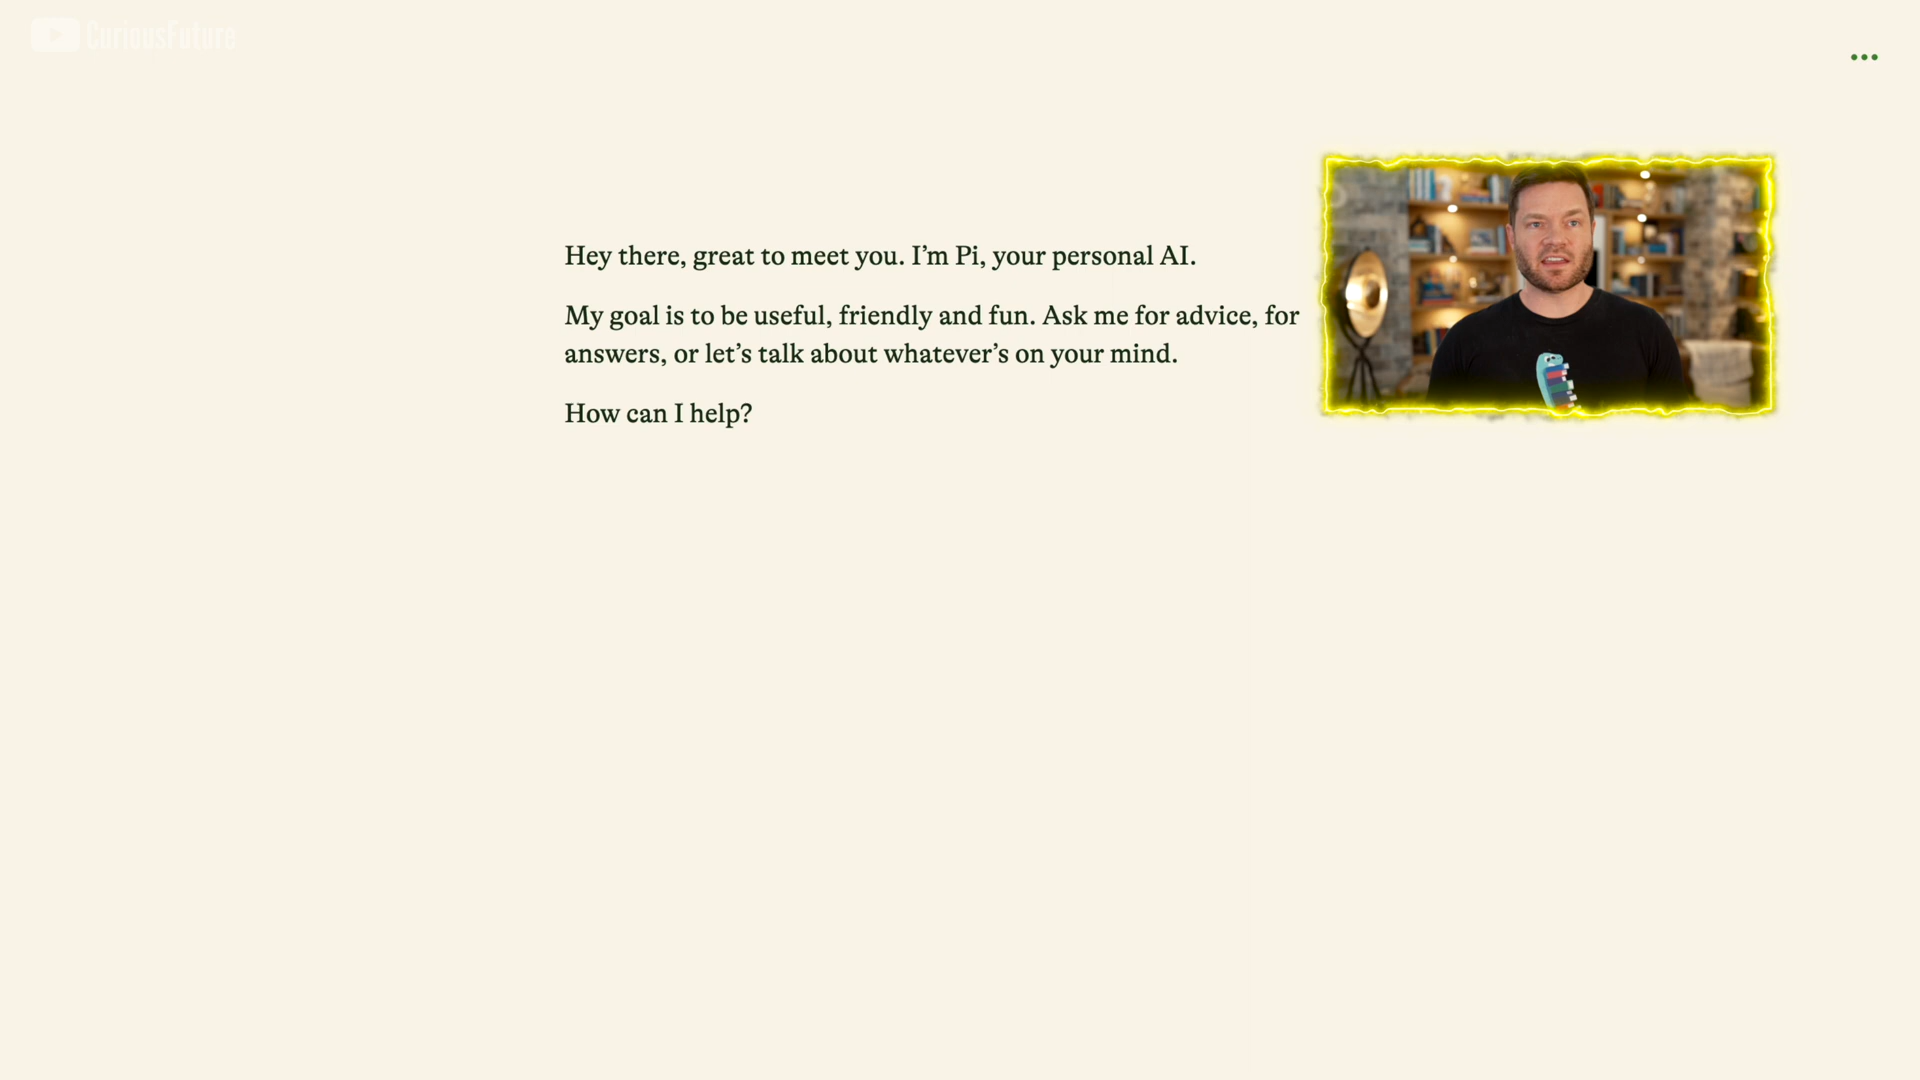 CuriousFuture
Hey there, great to meet you. I’m Pi, your personal AI.
My goal is to be useful, friendly and fun. Ask me for advice, for
answers, or let’s talk about whatever’s on your mind.
How can I help?